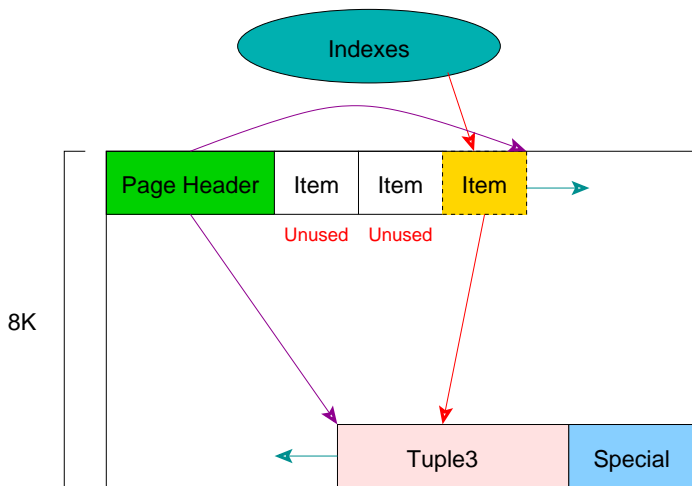 Indexes
Page Header Item Item Item
Unused Unused
8K
Tuple3 Special